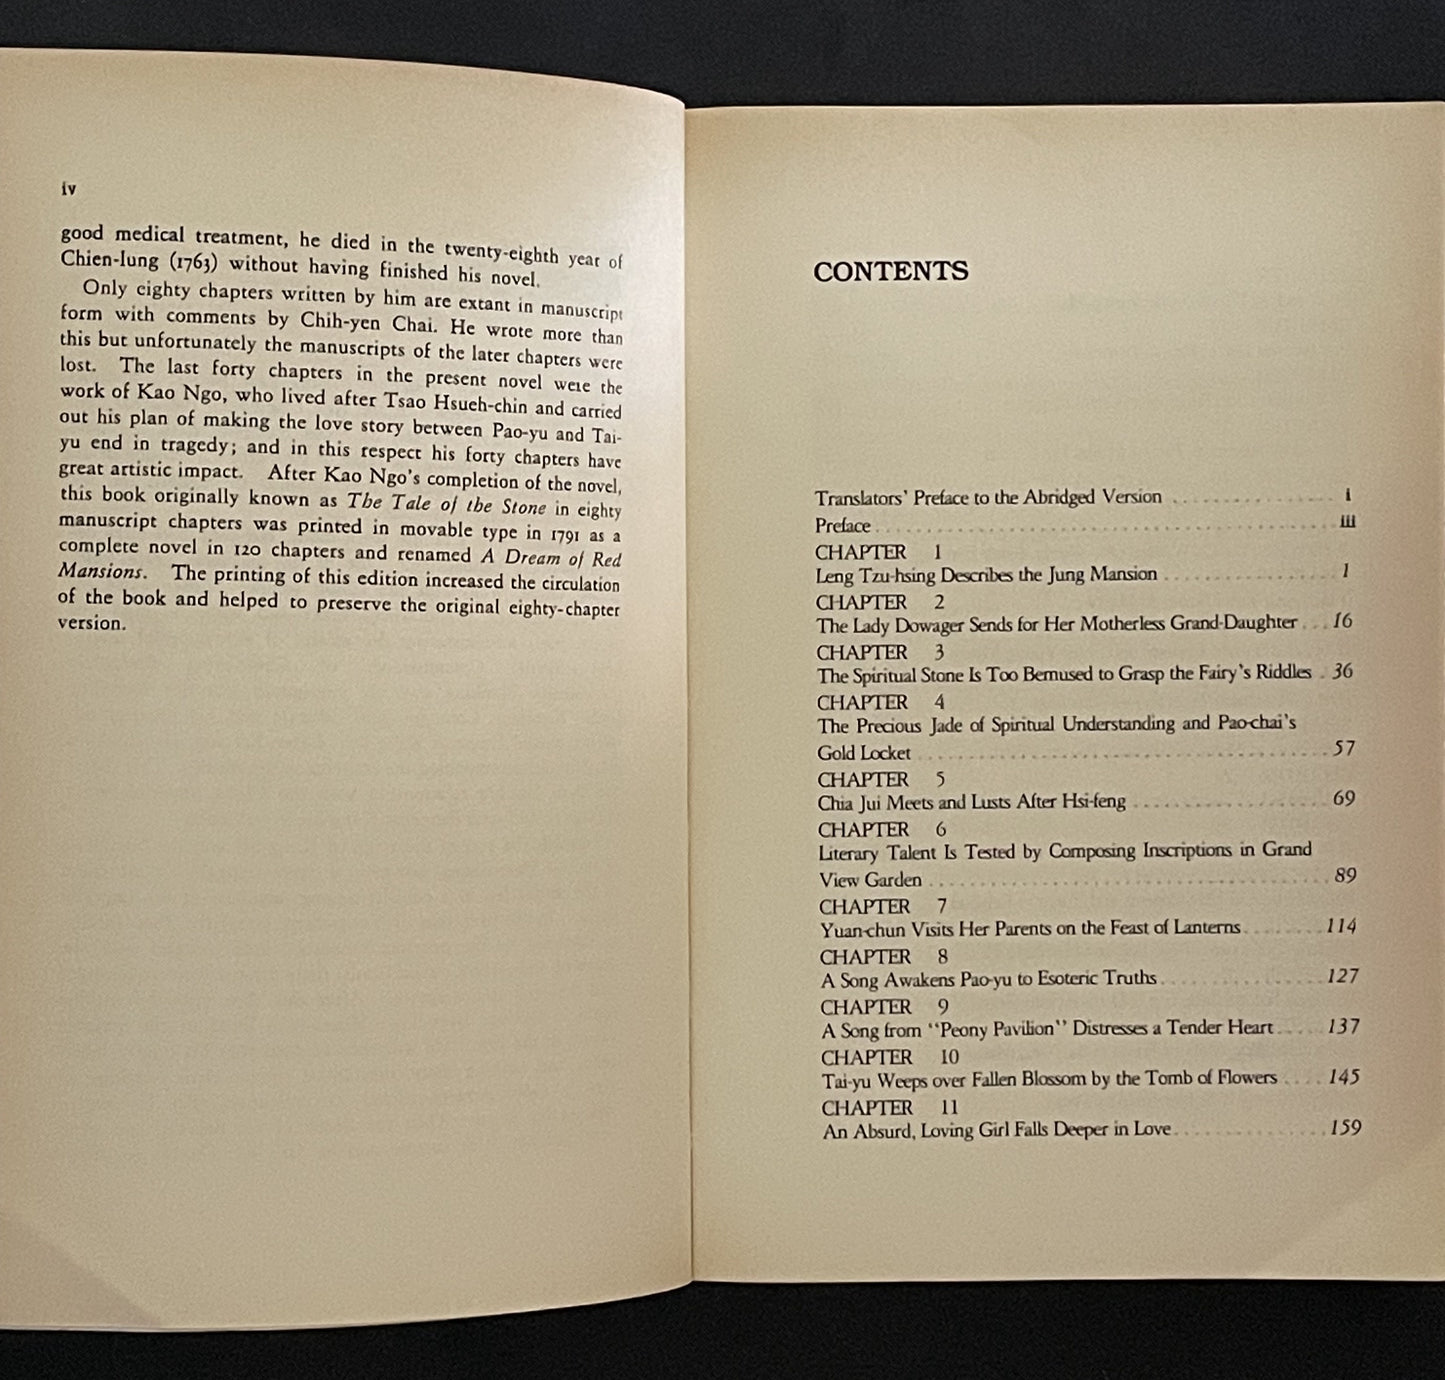 iv
good medical treatment, he died in the twenty-eighth year of
Chien-lung (1763) without having finished his novel.
Only eighty chapters written by him are extant in manuscript
form with comments by Chih-yen Chai. He wrote more than
this but unfortunately the manuscripts of the later chapters were
lost. The last forty chapters in the present novel were the
work of Kao Ngo, who lived after Tsao Hsueh-chin and carried
out his plan of making the love story between Pao-yu and Tai-
yu end in tragedy; and in this respect his forty chapters have
great artistic impact. After Kao Ngo's completion of the novel,
this book originally known as The Tale of the Stone in eighty
manuscript chapters was printed in movable type in 1791 as a
complete novel in 120 chapters and renamed A Dream of Red
Mansions. The printing of this edition increased the circulation
of the book and helped to preserve the original eighty-chapter
version.
CONTENTS
Translators' Preface to the Abridged Version . . . . . . . . . . . . . . . i
Preface . . . . . . . . . . . . . . . . . . . . . . . . . . . . . . . . . . . . . . iii
CHAPTER 1
Leng Tzu-hsing Describes the Jung Mansion . . . . . . . . . . . . . . . 1
CHAPTER 2
The Lady Dowager Sends for Her Motherless Grand-Daughter . . . 16
CHAPTER 3
The Spiritual Stone Is Too Bemused to Grasp the Fairy's Riddles . 36
CHAPTER 4
The Precious Jade of Spiritual Understanding and Pao-chai's
Gold Locket . . . . . . . . . . . . . . . . . . . . . . . . . . . . . . . . . . 57
CHAPTER 5
Chia Jui Meets and Lusts After Hsi-feng . . . . . . . . . . . . . . . . . 69
CHAPTER 6
Literary Talent Is Tested by Composing Inscriptions in Grand
View Garden . . . . . . . . . . . . . . . . . . . . . . . . . . . . . . . . . 89
CHAPTER 7
Yuan-chun Visits Her Parents on the Feast of Lanterns . . . . . . . 114
CHAPTER 8
A Song Awakens Pao-yu to Esoteric Truths . . . . . . . . . . . . . . 127
CHAPTER 9
A Song from "Peony Pavilion" Distresses a Tender Heart . . . . . 137
CHAPTER 10
Tai-yu Weeps over Fallen Blossom by the Tomb of Flowers . . . . 145
CHAPTER 11
An Absurd, Loving Girl Falls Deeper in Love . . . . . . . . . . . . . 159